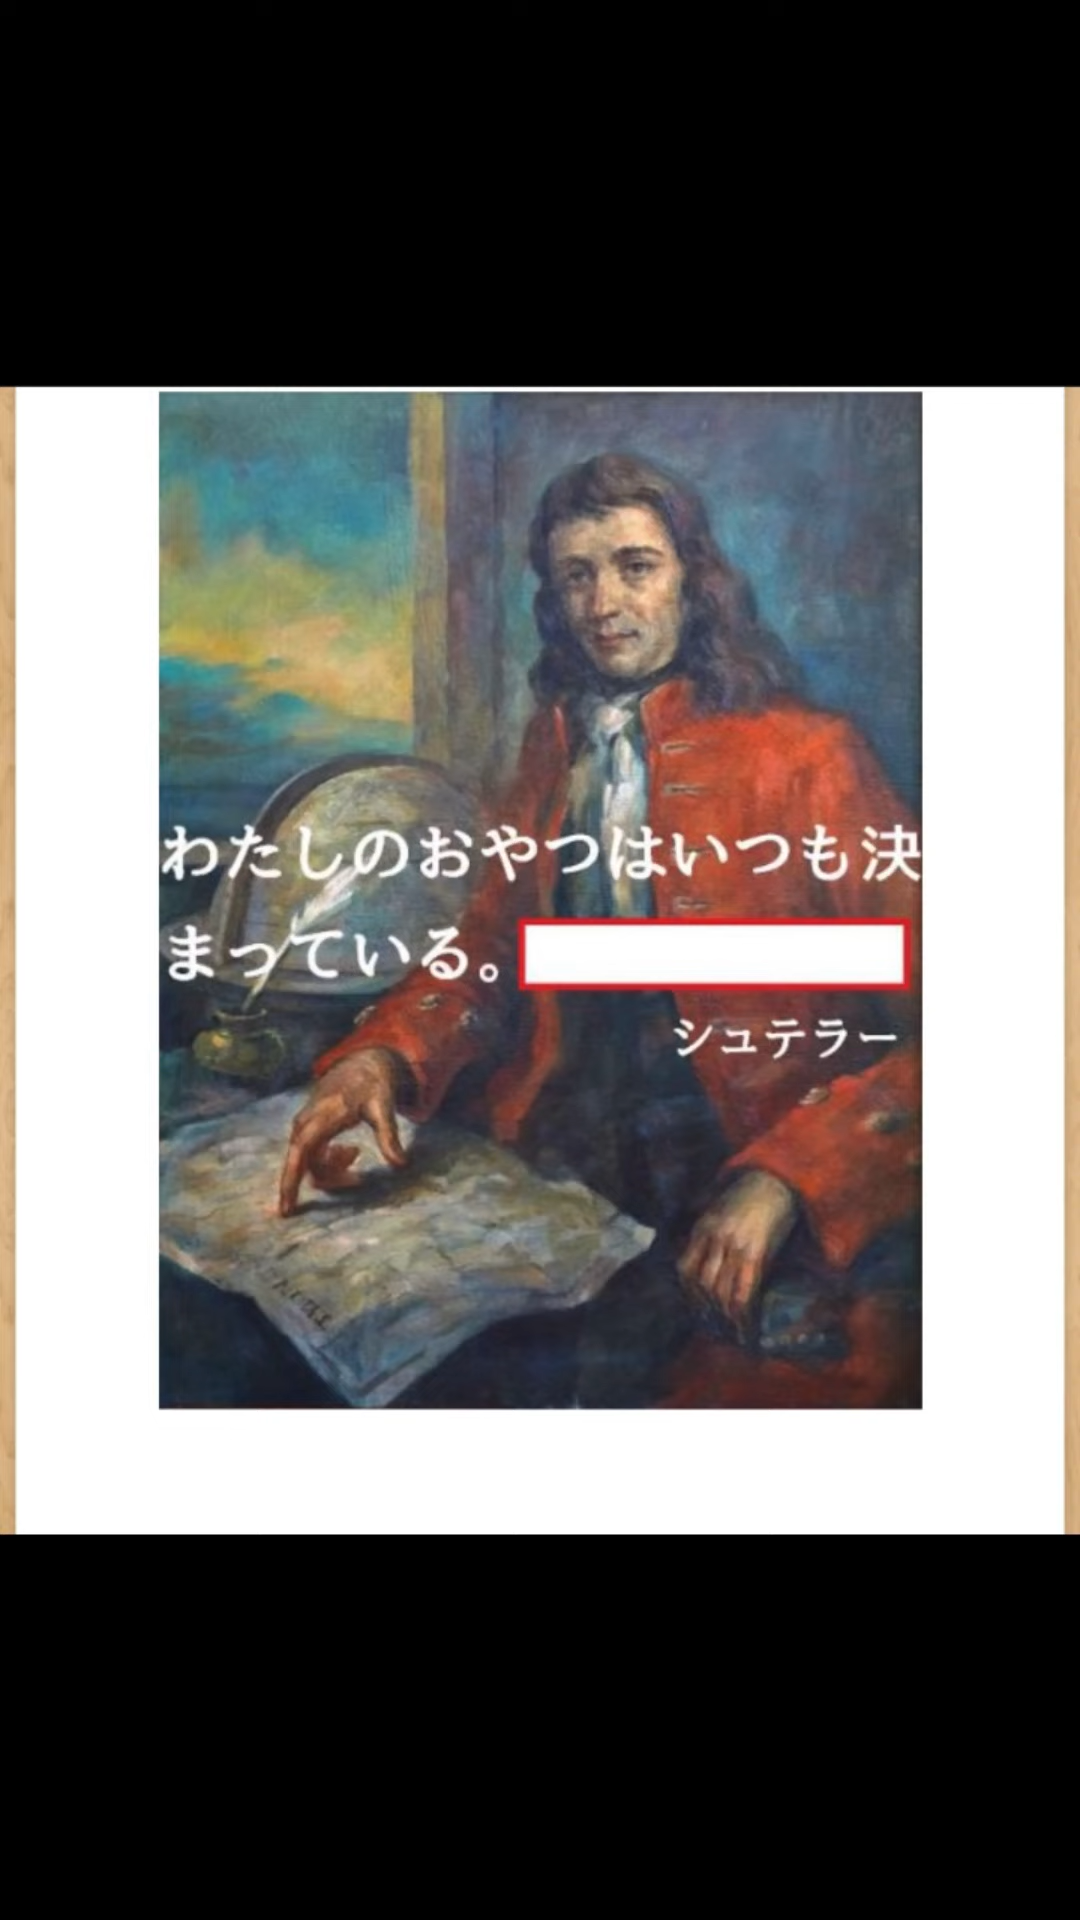 わたしのおやつはいつも決
まっている。
シュテラー